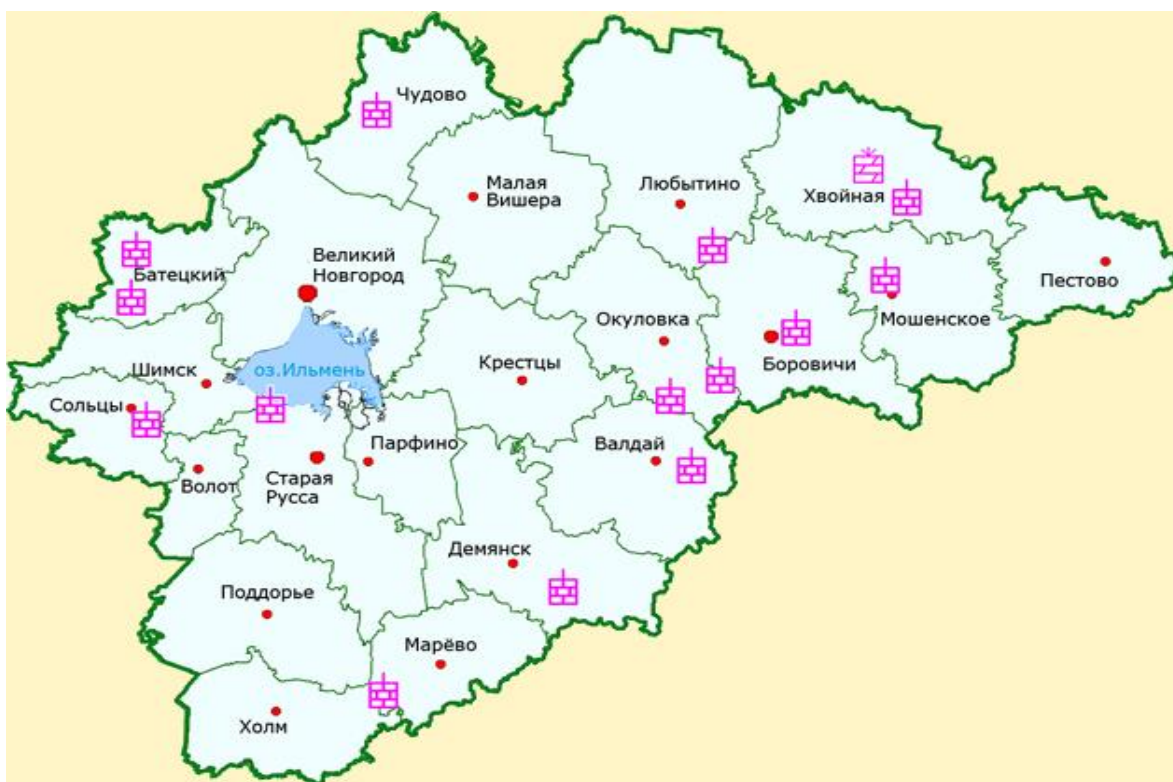 Чудово
Малая
Вишера
Любытино
Хвойная
Батецкий
Великий
Новгород
Пестово
Окуловка
Мошенское
Шимск
оз.Ильмень
Крестцы
Боровичи
Сольцы
Парфино
Валдай
Волот
Старая
Русса
Демянск
Поддорье
Марёво
Холм